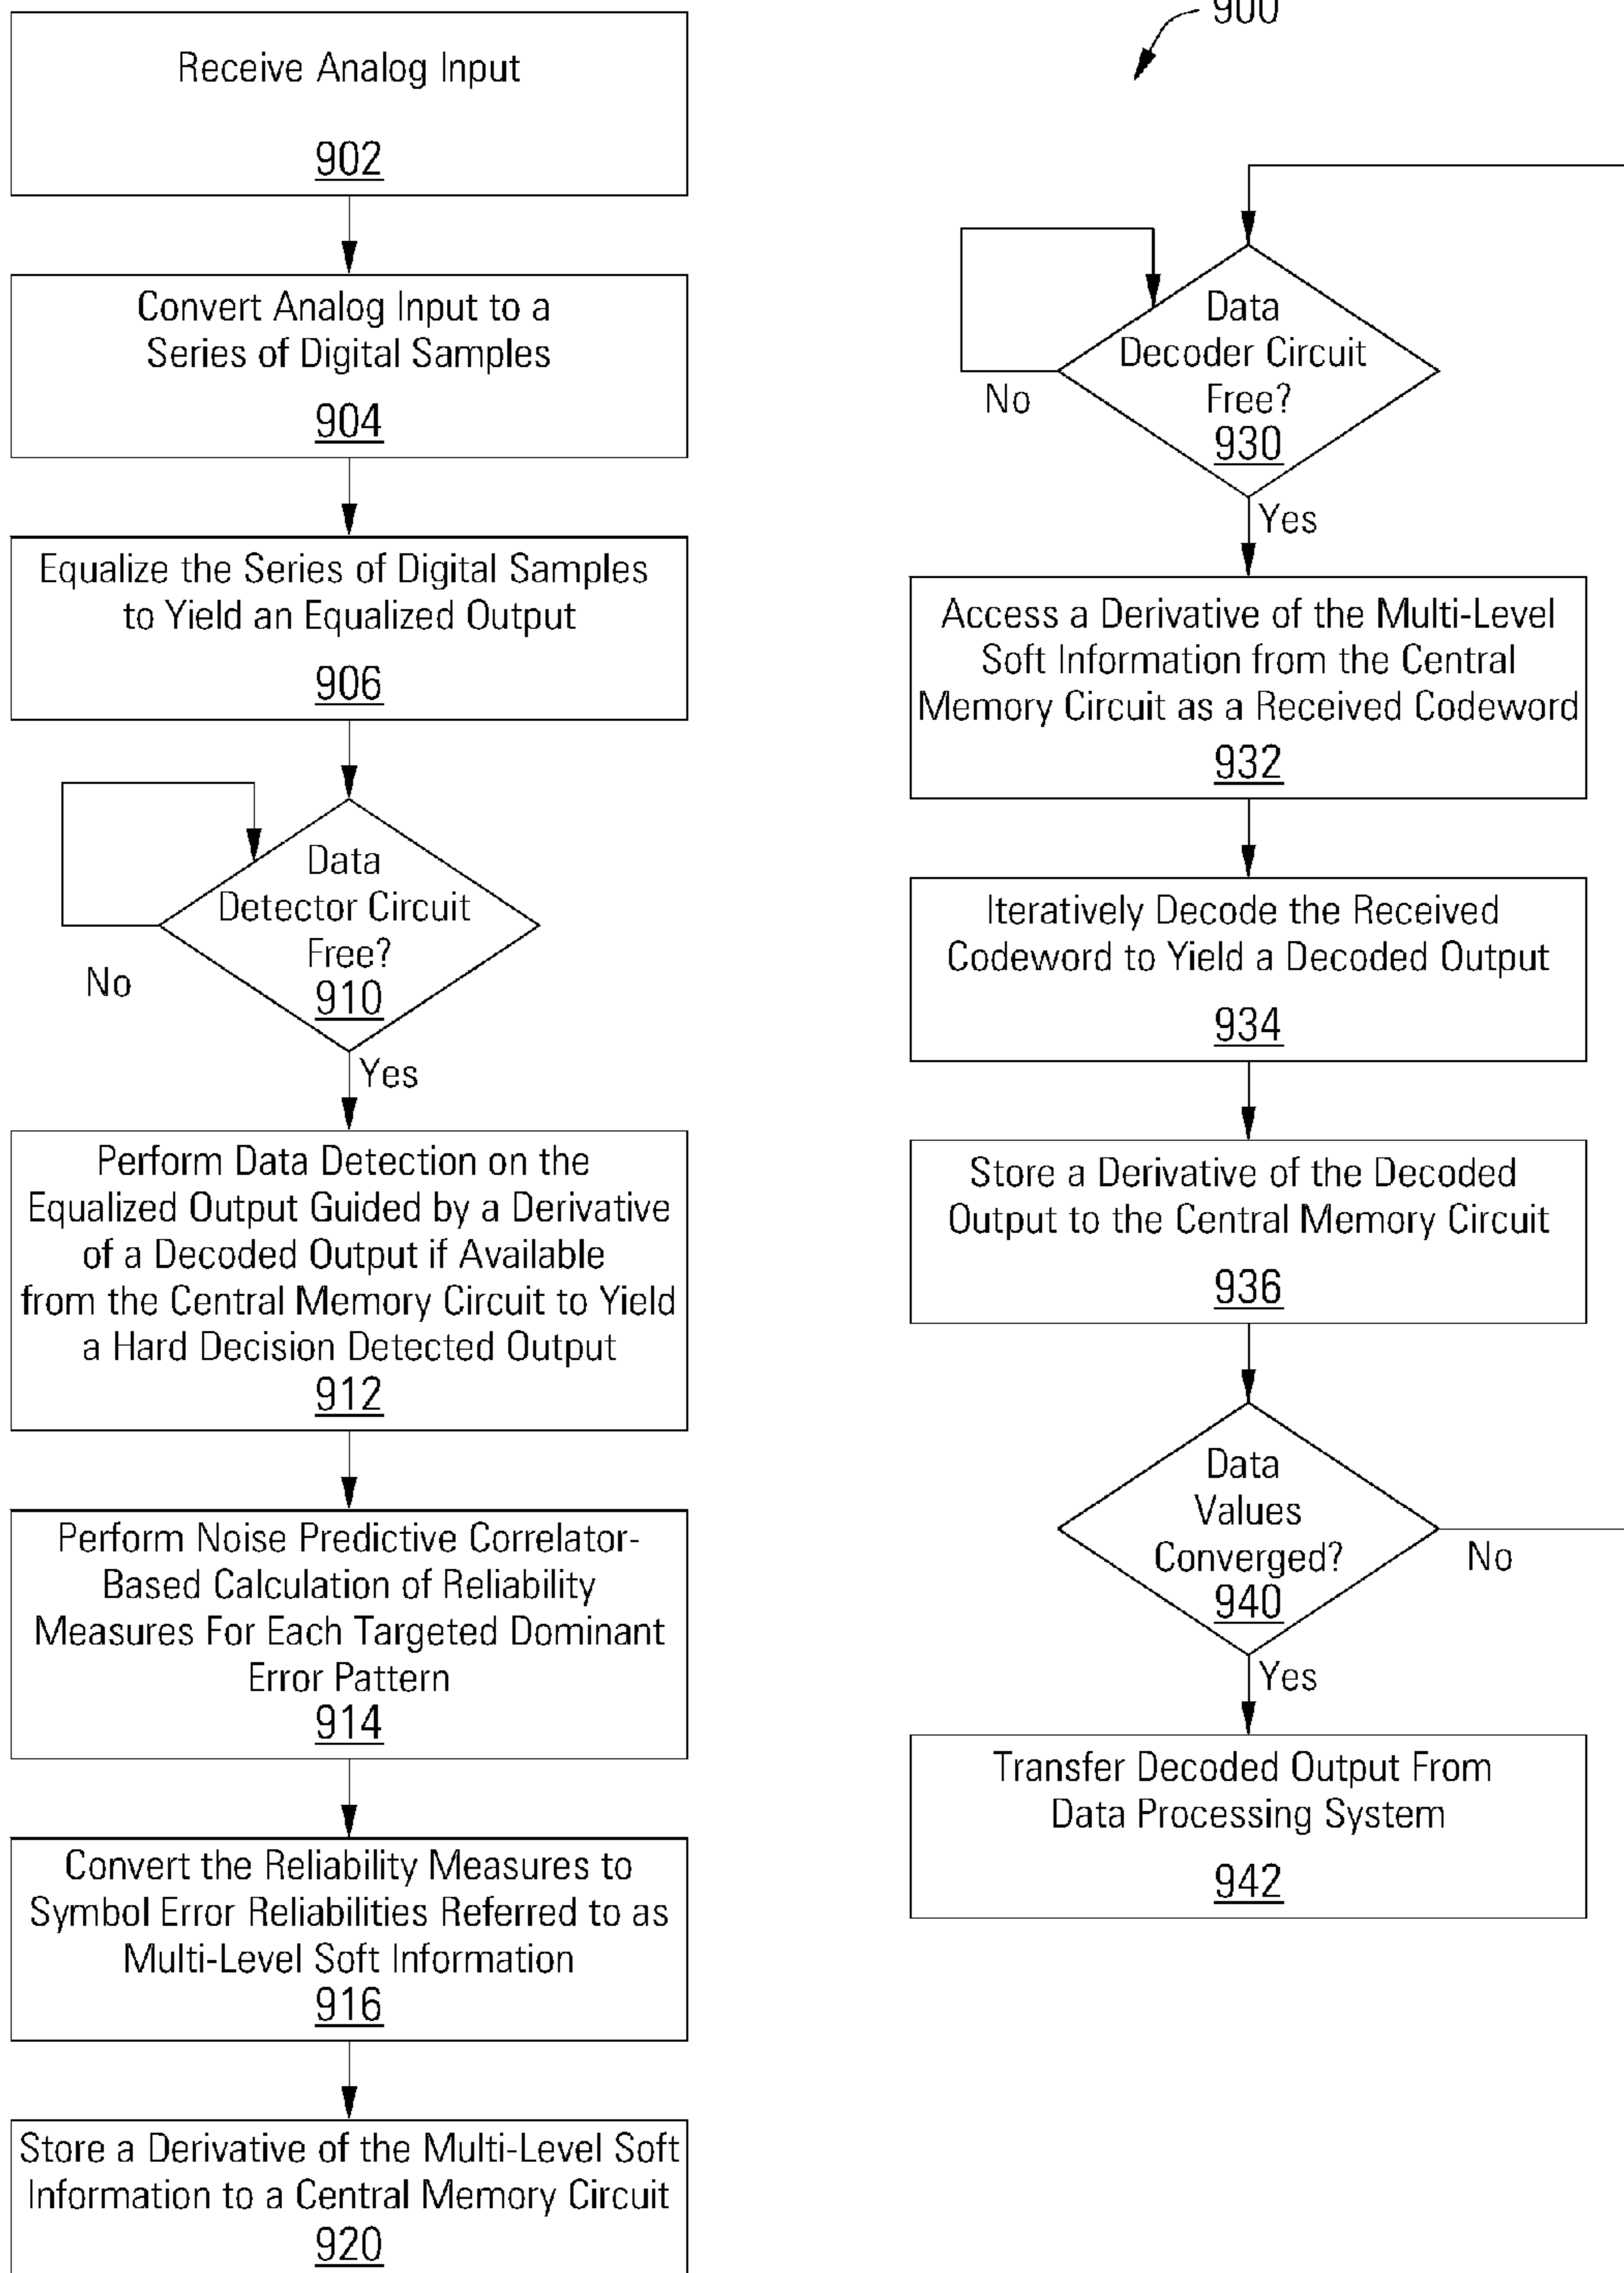 Receive Analog Input
902
Convert Analog Input to a
Series of Digital Samples
904
Equalize the Series of Digital Samples
to Yield an Equalized Output
906
Data
Detector Circuit
Free?
910
No
Yes
Perform Data Detection on the
Equalized Output Guided by a Derivative
of a Decoded Output if Available
from the Central Memory Circuit to Yield
a Hard Decision Detected Output
912
Perform Noise Predictive Correlator-
Based Calculation of Reliability
Measures For Each Targeted Dominant
Error Pattern
914
Convert the Reliability Measures to
Symbol Error Reliabilities Referred to as
Multi-Level Soft Information
916
Store a Derivative of the Multi-Level Soft
Information to a Central Memory Circuit
920
900
Data
Decoder Circuit
Free?
930
No
Yes
Access a Derivative of the Multi-Level
Soft Information from the Central
Memory Circuit as a Received Codeword
932
Iteratively Decode the Received
Codeword to Yield a Decoded Output
934
Store a Derivative of the Decoded
Output to the Central Memory Circuit
936
Data
Values
Converged?
940
No
Yes
Transfer Decoded Output From
Data Processing System
942